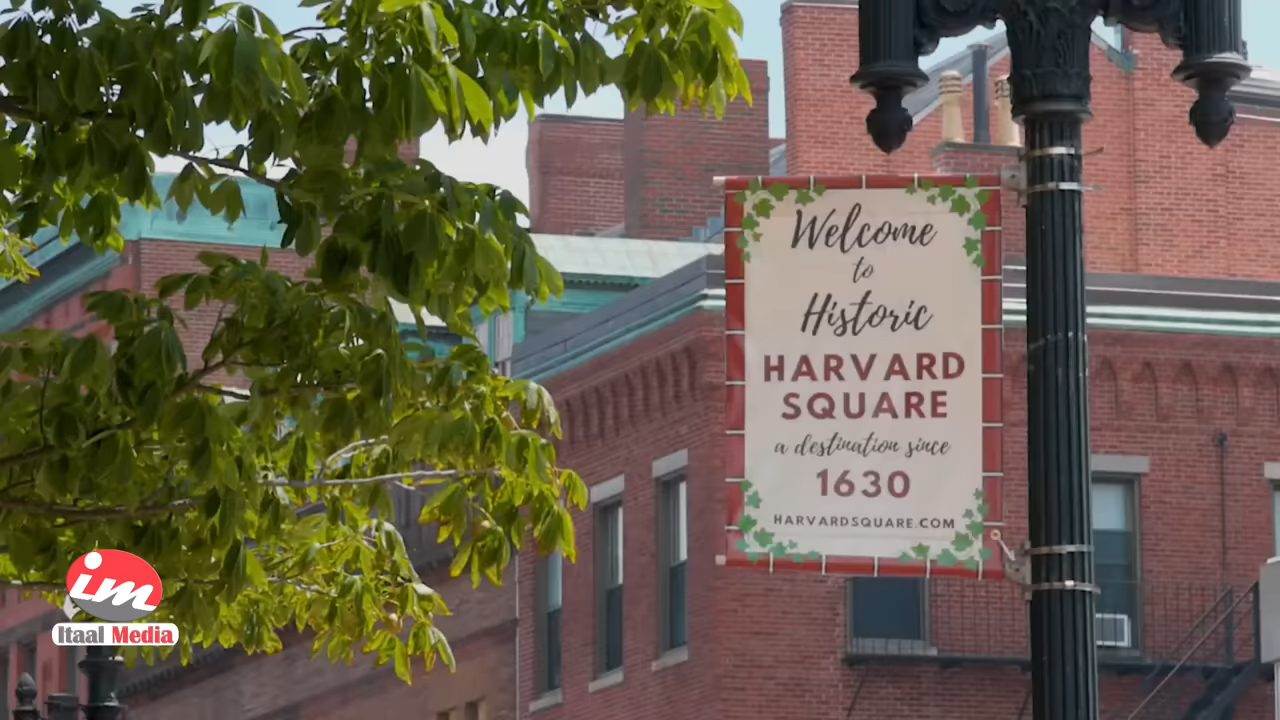 Welcome
to
Historic
HARVARD
SQUARE
a destination since
1630
HARVARDSQUARE.COM
im
Itaal Media